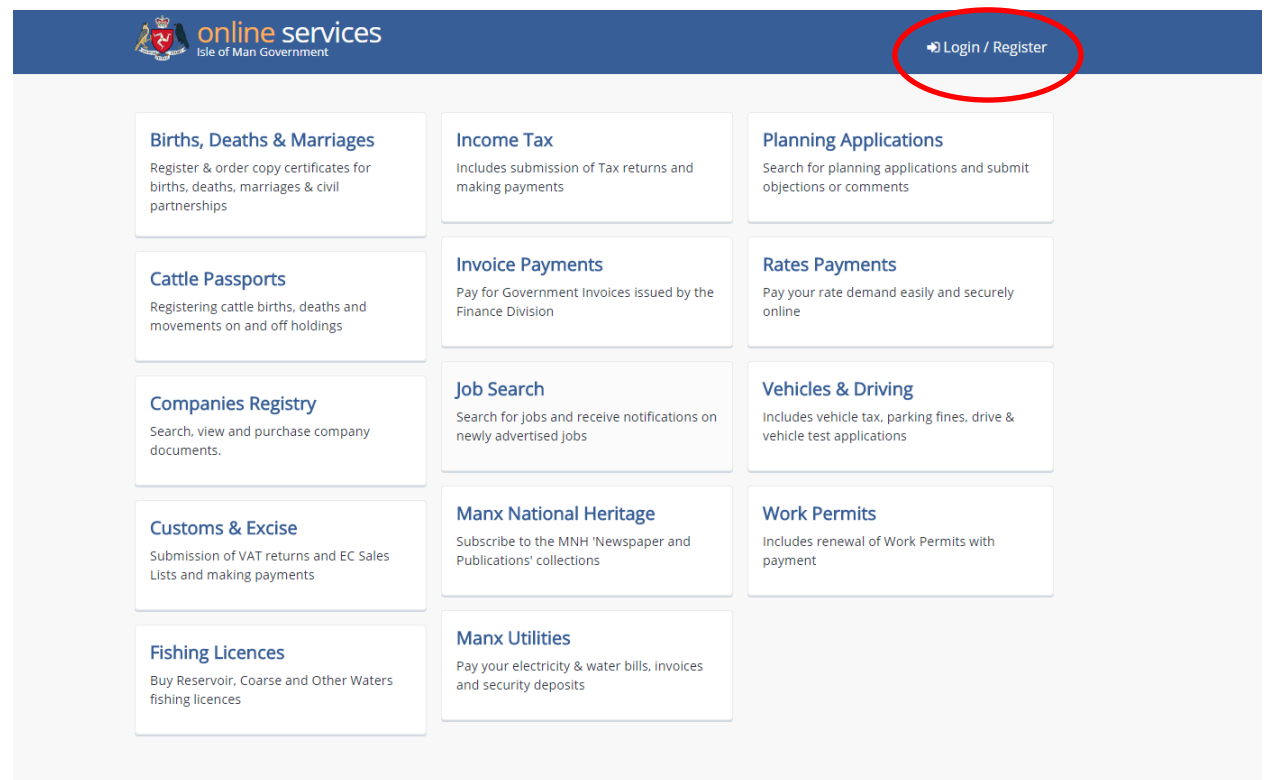 online services
Isle of Man Government
Login / Register
Births, Deaths & Marriages
Register & order copy certificates for
births, deaths, marriages & civil
partnerships
Cattle Passports
Registering cattle births, deaths and
movements on and off holdings
Companies Registry
Search, view and purchase company
documents.
Customs & Excise
Submission of VAT returns and EC Sales
Lists and making payments
Fishing Licences
Buy Reservoir, Coarse and Other Waters
fishing licences
Income Tax
Includes submission of Tax returns and
making payments
Invoice Payments
Pay for Government Invoices issued by the
Finance Division
Job Search
Search for jobs and receive notifications on
newly advertised jobs
Manx National Heritage
Subscribe to the MNH 'Newspaper and
Publications' collections
Manx Utilities
Pay your electricity & water bills, invoices
and security deposits
Planning Applications
Search for planning applications and submit
objections or comments
Rates Payments
Pay your rate demand easily and securely
online
Vehicles & Driving
Includes vehicle tax, parking fines, drive &
vehicle test applications
Work Permits
Includes renewal of Work Permits with
payment